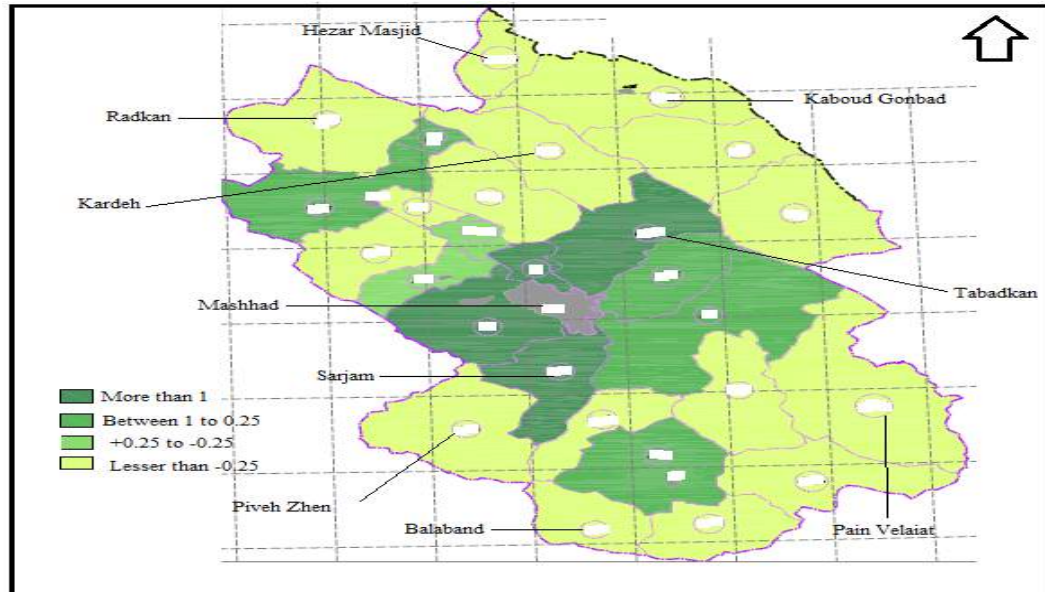 Hezar Masjid
Kaboud Gonbad
Radkan
Kardeh
Tabadkan
Mashhad
Sarjam
More than 1
Between 1 to 0.25
+0.25 to -0.25
Lesser than -0.25
Piveh Zhen
Balaband
Pain Velaiat